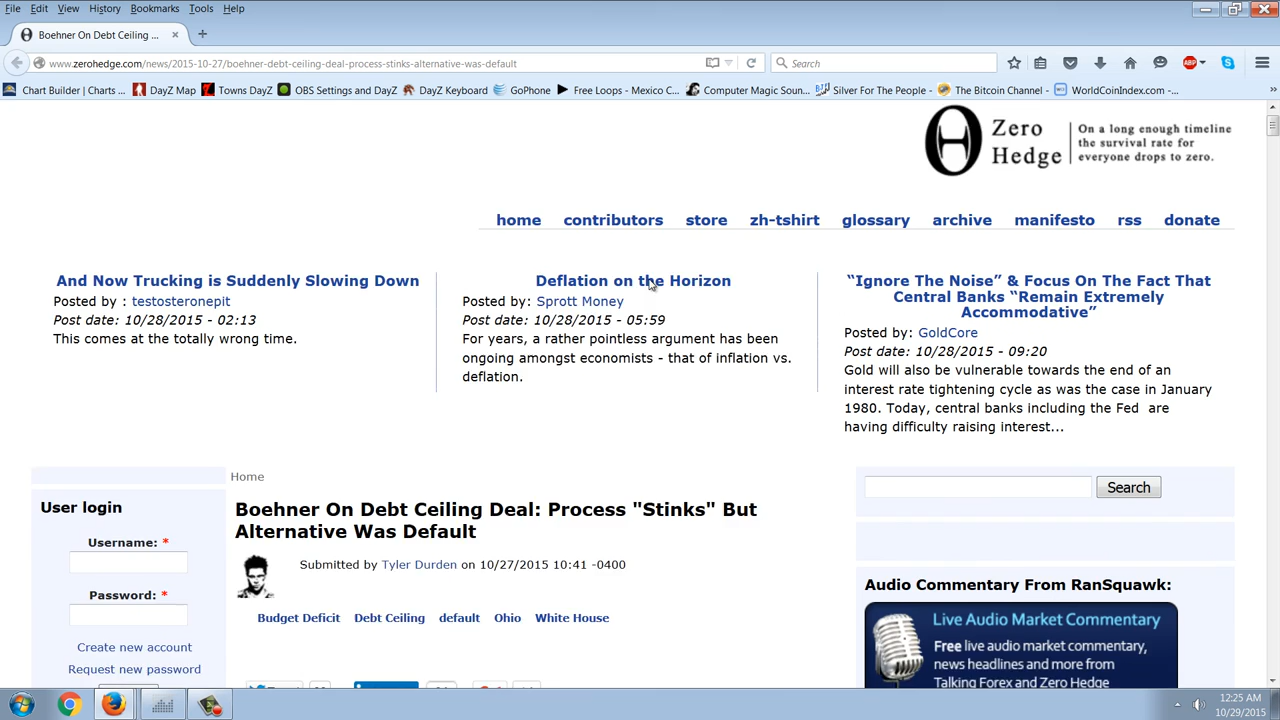 File Edit View History Bookmarks Tools Help
Boehner On Debt Ceiling ...
www.zerohedge.com/news/2015-10-27/boehner-debt-ceiling-deal-process-stinks-alternative-was-default
Search
Chart Builder | Charts ... DayZ Map Towns DayZ OBS Settings and DayZ DayZ Keyboard GoPhone Free Loops - Mexico C... Computer Magic Soun... Silver For The People - The Bitcoin Channel - WorldCoinIndex.com -...
Zero
Hedge
On a long enough timeline
the survival rate for
everyone drops to zero.
home contributors store zh-tshirt glossary archive manifesto rss donate
And Now Trucking is Suddenly Slowing Down
Posted by : testosteronepit
Post date: 10/28/2015 - 02:13
This comes at the totally wrong time.
Deflation on the Horizon
Posted by: Sprott Money
Post date: 10/28/2015 - 05:59
For years, a rather pointless argument has been
ongoing amongst economists - that of inflation vs.
deflation.
“Ignore The Noise” & Focus On The Fact That
Central Banks “Remain Extremely
Accommodative”
Posted by: GoldCore
Post date: 10/28/2015 - 09:20
Gold will also be vulnerable towards the end of an
interest rate tightening cycle as was the case in January
1980. Today, central banks including the Fed are
having difficulty raising interest...
User login
Username: *
Password: *
Create new account
Request new password
Home
Boehner On Debt Ceiling Deal: Process "Stinks" But
Alternative Was Default
Submitted by Tyler Durden on 10/27/2015 10:41 -0400
Budget Deficit Debt Ceiling default Ohio White House
Search
Audio Commentary From RanSquawk:
Live Audio Market Commentary
Free live audio market commentary,
news headlines and more from
Talking Forex and Zero Hedge
12:25 AM
10/29/2015